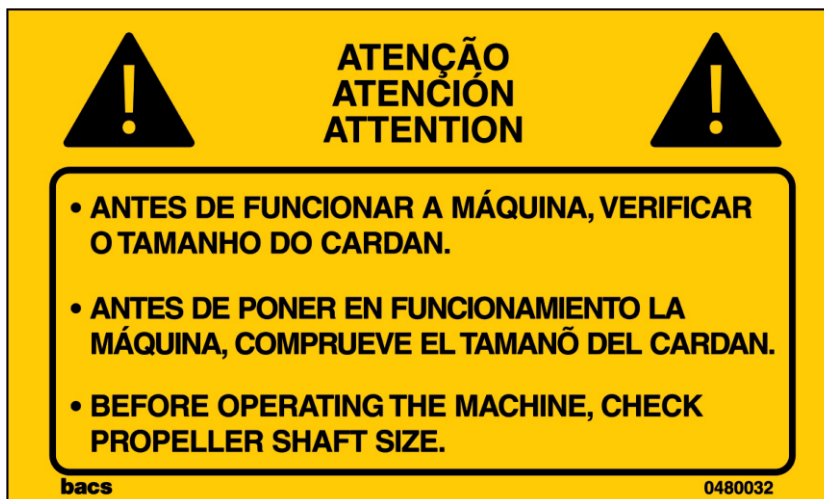 ATENÇÃO
ATENCIÓN
ATTENTION
• ANTES DE FUNCIONAR A MÁQUINA, VERIFICAR
O TAMANHO DO CARDAN.
• ANTES DE PONER EN FUNCIONAMIENTO LA
MÁQUINA, COMPRUEVE EL TAMANÕ DEL CARDAN.
• BEFORE OPERATING THE MACHINE, CHECK
PROPELLER SHAFT SIZE.
bacs 0480032